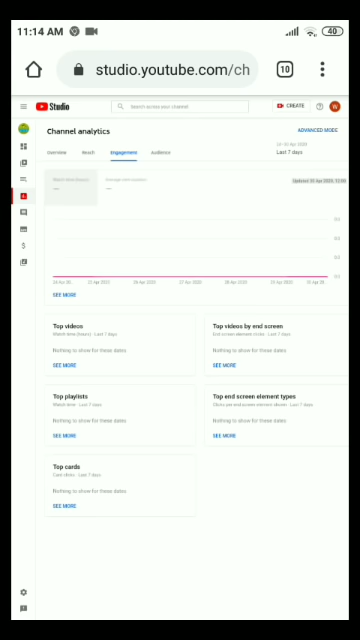 11:14 AM
40
studio.youtube.com/ch
10
Studio
Search across your channel
CREATE
W
Channel analytics
ADVANCED MODE
Overview
Reach
Engagement
Audience
Last 7 days
Watch time (hours)
—
—
SEE MORE
Top videos
Watch time (hours) · Last 7 days
Nothing to show for these dates
SEE MORE
Top videos by end screen
End screen element clicks · Last 7 days
Nothing to show for these dates
SEE MORE
Top playlists
Watch time · Last 7 days
Nothing to show for these dates
SEE MORE
Top end screen element types
Clicks per end screen element shown · Last 7 days
Nothing to show for these dates
SEE MORE
Top cards
Card clicks · Last 7 days
Nothing to show for these dates
SEE MORE